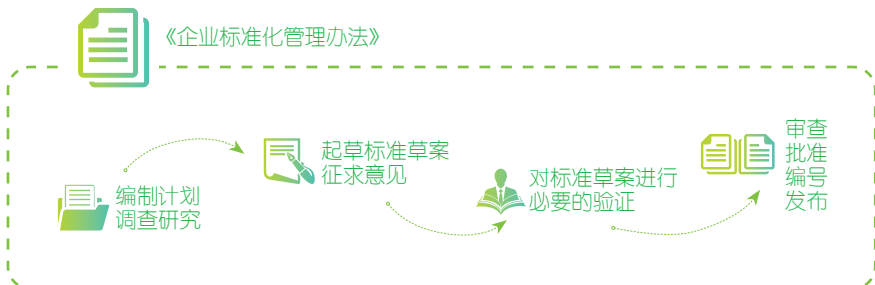 《企业标准化管理办法》
编制计划
调查研究
起草标准草案
征求意见
对标准草案进行
必要的验证
审查
批准
编号
发布